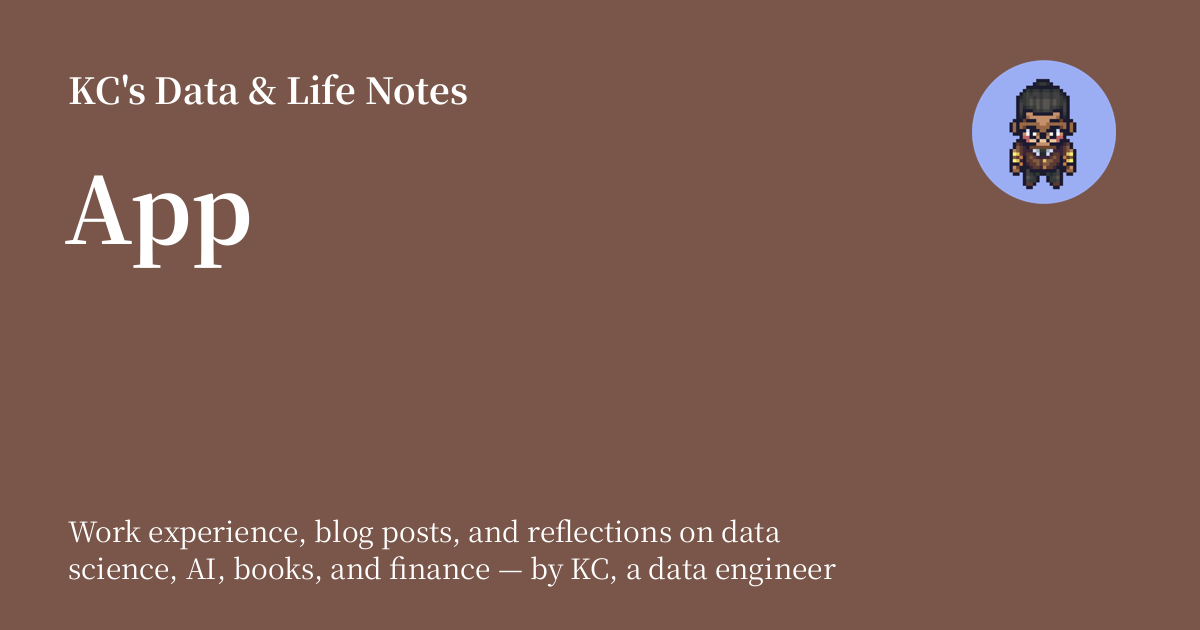 KC's Data & Life Notes
App
Work experience, blog posts, and reflections on data
science, AI, books, and finance — by KC, a data engineer